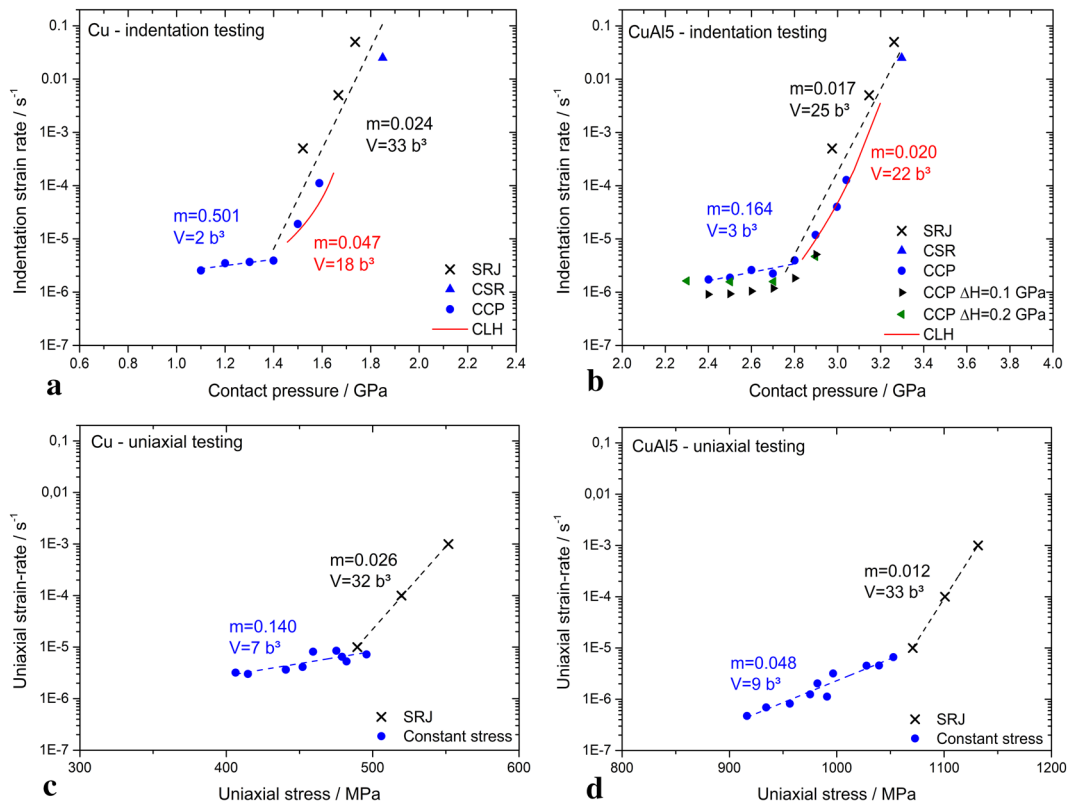 Cu - indentation testing
Indentation strain rate / s⁻¹
0.1
0.01
1E-3
1E-4
1E-5
1E-6
1E-7
m=0.024
V=33 b³
m=0.501
V=2 b³
m=0.047
V=18 b³
SRJ
CSR
CCP
CLH
0.4 0.6 0.8 1.0 1.2 1.4 1.6 1.8 2.0 2.2 2.4
a
Contact pressure / GPa
CuAl5 - indentation testing
Indentation strain rate / s⁻¹
0.1
0.01
1E-3
1E-4
1E-5
1E-6
1E-7
m=0.017
V=25 b³
m=0.020
V=22 b³
m=0.164
V=3 b³
SRJ
CSR
CCP
CCP ΔH=0.1 GPa
CCP ΔH=0.2 GPa
CLH
2.0 2.2 2.4 2.6 2.8 3.0 3.2 3.4 3.6 3.8 4.0
b
Contact pressure / GPa
Cu - uniaxial testing
Uniaxial strain-rate / s⁻¹
0,1
0,01
1E-3
1E-4
1E-5
1E-6
1E-7
m=0.026
V=32 b³
m=0.140
V=7 b³
SRJ
Constant stress
300 400 500 600
c
Uniaxial stress / MPa
CuAl5 - uniaxial testing
Uniaxial strain-rate / s⁻¹
0,1
0,01
1E-3
1E-4
1E-5
1E-6
1E-7
m=0.012
V=33 b³
m=0.048
V=9 b³
SRJ
Constant stress
800 900 1000 1100 1200
d
Uniaxial stress / MPa